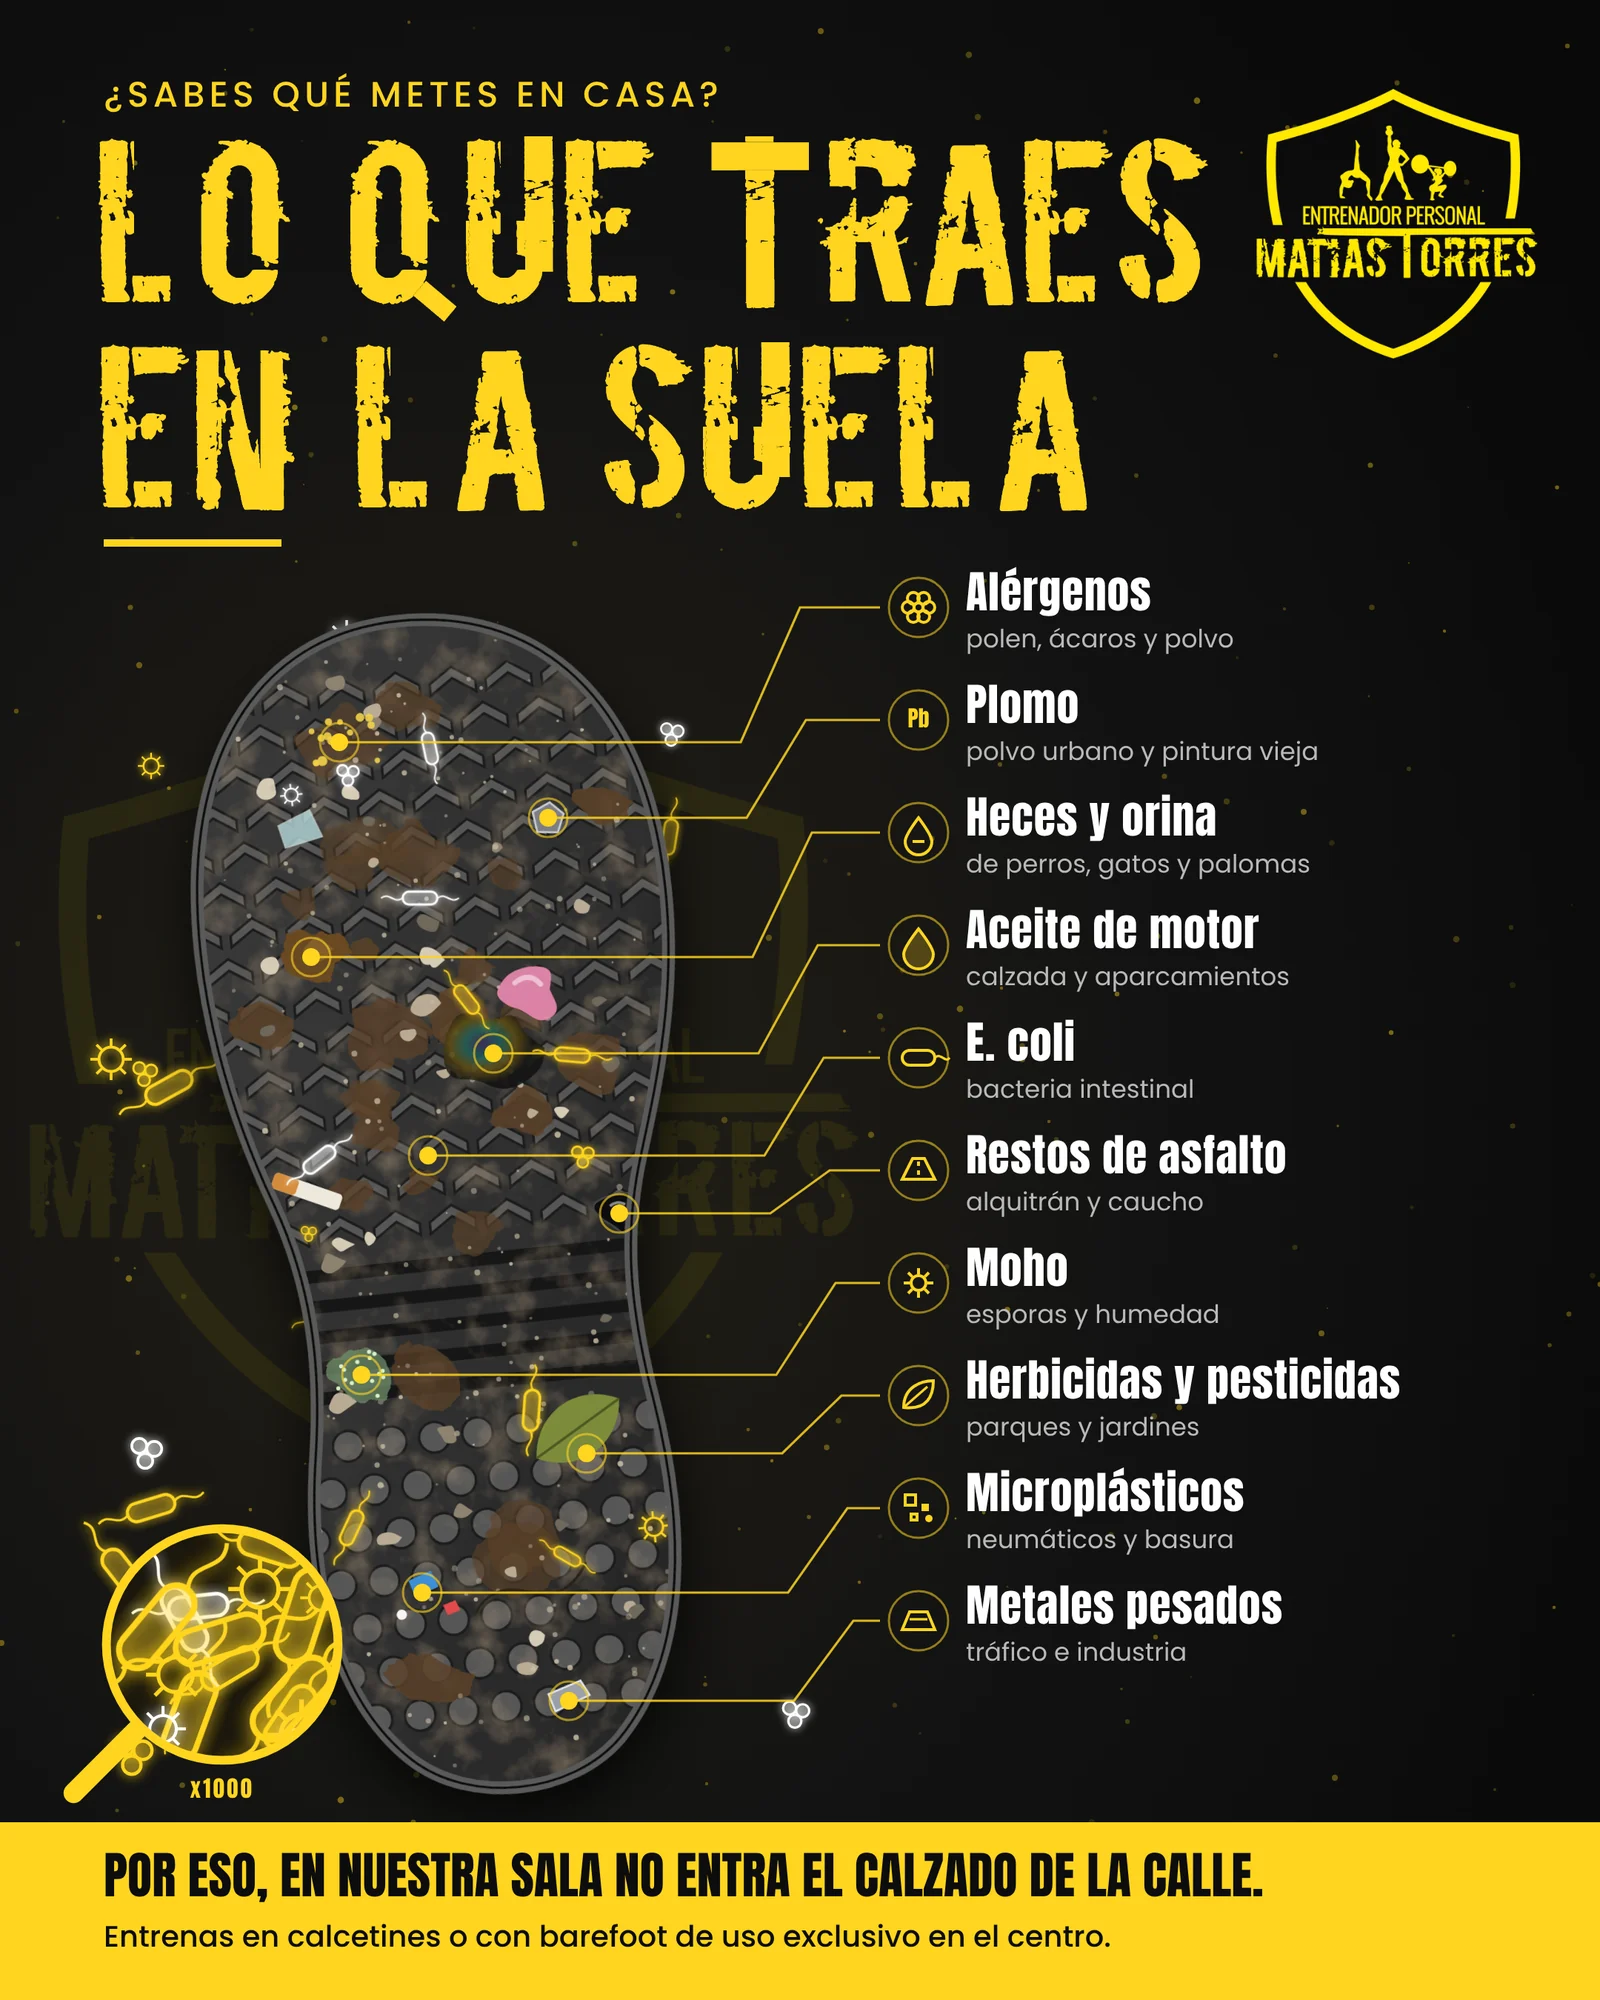 ¿SABES QUÉ METES EN CASA?
LO QUE TRAES
EN LA SUELA
ENTRENADOR PERSONAL
MATIAS TORRES
Alérgenos
polen, ácaros y polvo
Pb
Plomo
polvo urbano y pintura vieja
Heces y orina
de perros, gatos y palomas
Aceite de motor
calzada y aparcamientos
E. coli
bacteria intestinal
Restos de asfalto
alquitrán y caucho
Moho
esporas y humedad
Herbicidas y pesticidas
parques y jardines
Microplásticos
neumáticos y basura
Metales pesados
tráfico e industria
x1000
POR ESO, EN NUESTRA SALA NO ENTRA EL CALZADO DE LA CALLE.
Entrenas en calcetines o con barefoot de uso exclusivo en el centro.